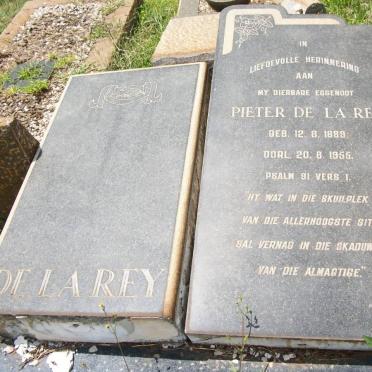 IN
LIEFDEVOLLE HERINNERING
AAN
MY DIERBARE EGGENOOT
PIETER DE LA RE
GEB. 12. 8. 1889.
OORL. 20. 8. 1955.
PSALM 91 VERS 1.
"HY WAT IN DIE SKUILPLEK
VAN DIE ALLERHOOGSTE SIT
SAL VERNAG IN DIE SKADUW
VAN DIE ALMAGTIGE."
DE LA REY